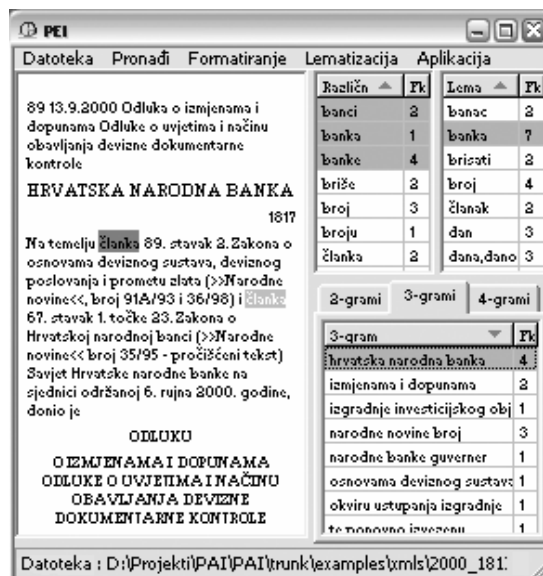 PEI
Datoteka Pronađi Formatiranje Lematizacija Aplikacija
89 13.9.2000 Odluka o izmjenama i
dopunama Odluke o uvjetima i načinu
obavljanja devizne dokumentarne
kontrole
HRVATSKA NARODNA BANKA
1817
Na temelju članka 89. stavak 2. Zakona o
osnovama deviznog sustava, deviznog
poslovanja i prometu zlata (>>Narodne
novine<<, broj 91A/93 i 36/98) i članka
67. stavak 1. točke 23. Zakona o
Hrvatskoj narodnoj banci (>>Narodne
novine<< broj 35/95 - pročišćeni tekst)
Savjet Hrvatske narodne banke na
sjednici održanoj 6. rujna 2000. godine,
donio je
ODLUKU
O IZMJENAMA I DOPUNAMA
ODLUKE O UVJETIMA I NAČINU
OBAVLJANJA DEVIZNE
DOKUMENTARNE KONTROLE
Različn Fk
banci 2
banka 1
banke 4
briše 2
broj 3
broju 1
članka 2
Lema Fk
banac 2
banka 7
brisati 2
broj 4
članak 2
dan 3
dana,dano 3
2-grami 3-grami 4-grami
3-gram Fk
hrvatska narodna banka 4
izmjenama i dopunama 2
izgradnje investicijskog obj 1
narodne novine broj 3
narodne banke guverner 1
osnovama deviznog sustava 1
okviru ustupanja izgradnje 1
te ponovno izvezenu 1
Datoteka : D:\Projekti\PAI\PAI\trunk\examples\xmls\2000_181